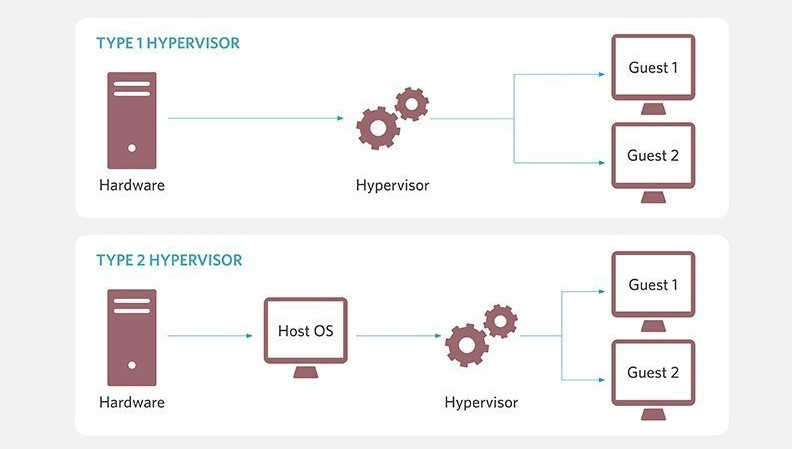 TYPE 1 HYPERVISOR
Guest 1
Guest 2
Hardware
Hypervisor
TYPE 2 HYPERVISOR
Guest 1
Host OS
Guest 2
Hardware
Hypervisor